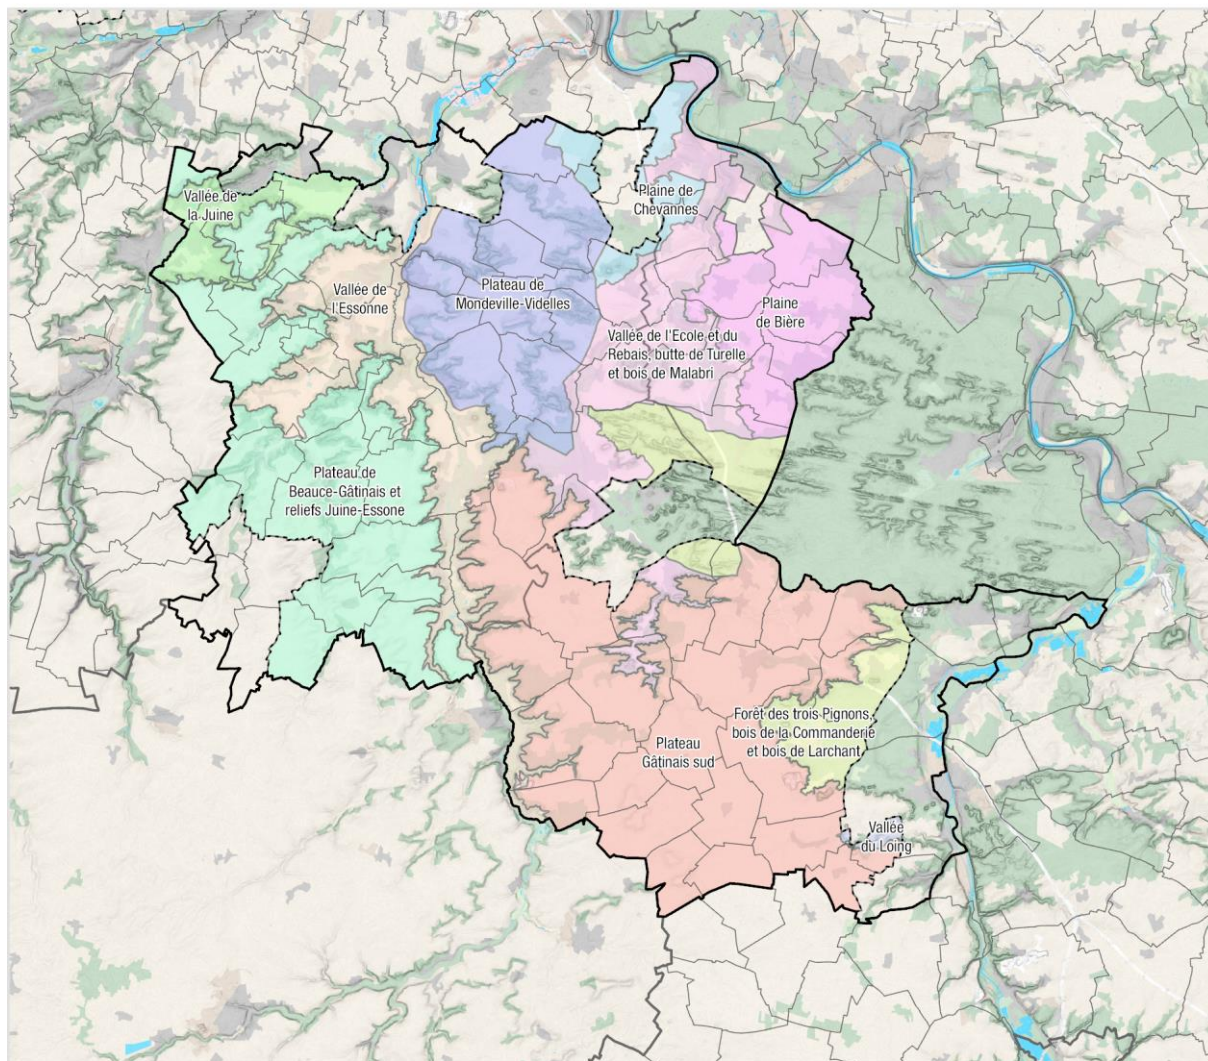 Vallée de
la Juine
Plaine de
Chevannes
Vallée de
l'Essonne
Plateau de
Mondeville-Videlles
Plaine
de Bière
Vallée de l'Ecole et du
Rebais, butte de Turelle
et bois de Malabri
Plateau de
Beauce-Gâtinais et
reliefs Juine-Essone
Forêt des trois Pignons,
bois de la Commanderie
et bois de Larchant
Plateau
Gâtinais sud
Vallée
du Loing